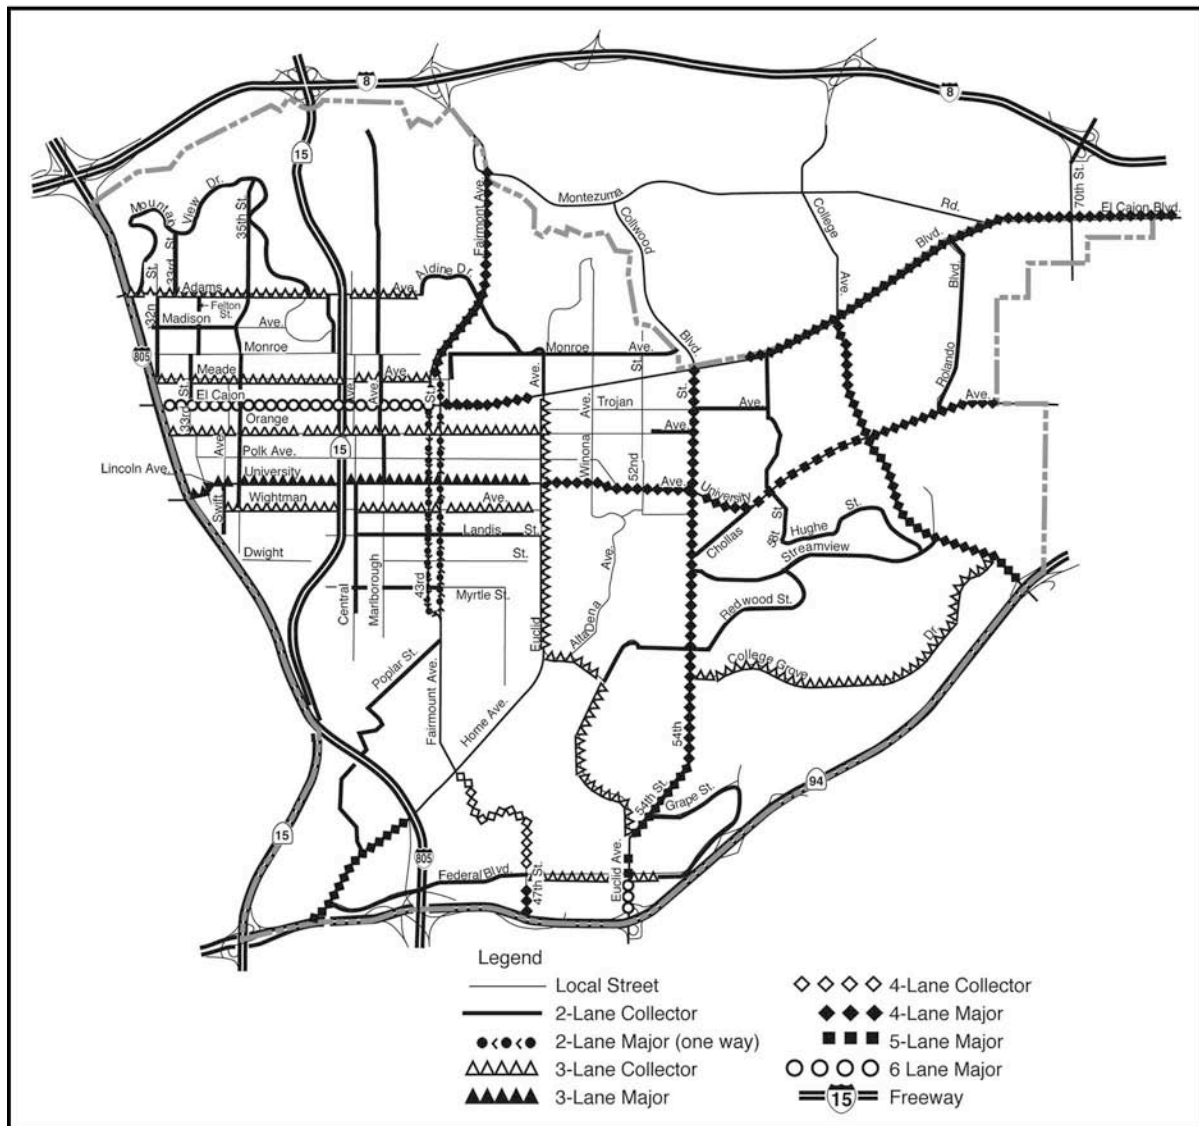 8
8
15
Mountain
View Dr.
35th St.
33rd St.
32n St.
Fairmont Ave.
Montezuma
Rd.
Collwood
Blvd.
College
Ave.
70th St.
El Cajon Blvd.
Blvd.
Aldine Dr.
Adams
Ave.
Felton
St.
Madison
Ave.
Monroe
Monroe
Ave.
805
Meade
Ave.
Ave.
Ave.
Ave.
St.
St.
Blvd.
Rolando
33rd St.
El Cajon
St.
Trojan
Ave.
Ave.
Orange
Ave.
Ave.
Polk Ave.
15
Winona
52nd
Lincoln Ave.
University
Ave.
University
Swift
Ave
Wightman
Ave.
Landis
St.
Chollas
58t St.
Hughe
St.
Streamview
Dwight
St.
Ave.
Central
Marlborough
43rd
Myrtle St.
Redwood St.
Euclid
AltaDena
Poplar St.
College Grove
Dr.
Fairmount Ave.
Home Ave.
54th
54th St.
Grape St.
94
15
805
Federal Blvd.
47th St.
Euclid Ave.
Legend
Local Street
2-Lane Collector
2-Lane Major (one way)
3-Lane Collector
3-Lane Major
4-Lane Collector
4-Lane Major
5-Lane Major
6 Lane Major
15 Freeway